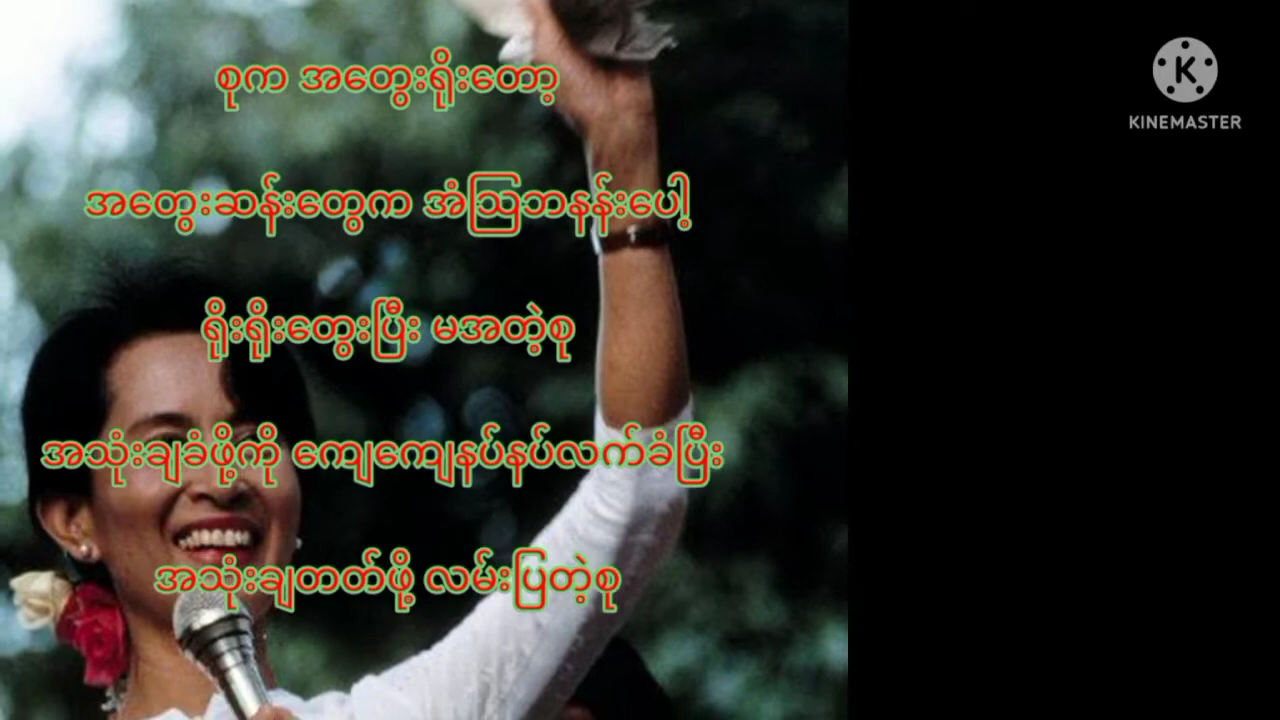 စုက အတွေးရိုးတော့
အတွေးဆန်းတွေက အံဩဘနန်းပေါ့
ရိုးရိုးတွေးပြီး မအတဲ့စု
အသုံးချခံဖို့ကို ကျေကျေနပ်နပ်လက်ခံပြီး
အသုံးချတတ်ဖို့ လမ်းပြတဲ့စု
K
KINEMASTER